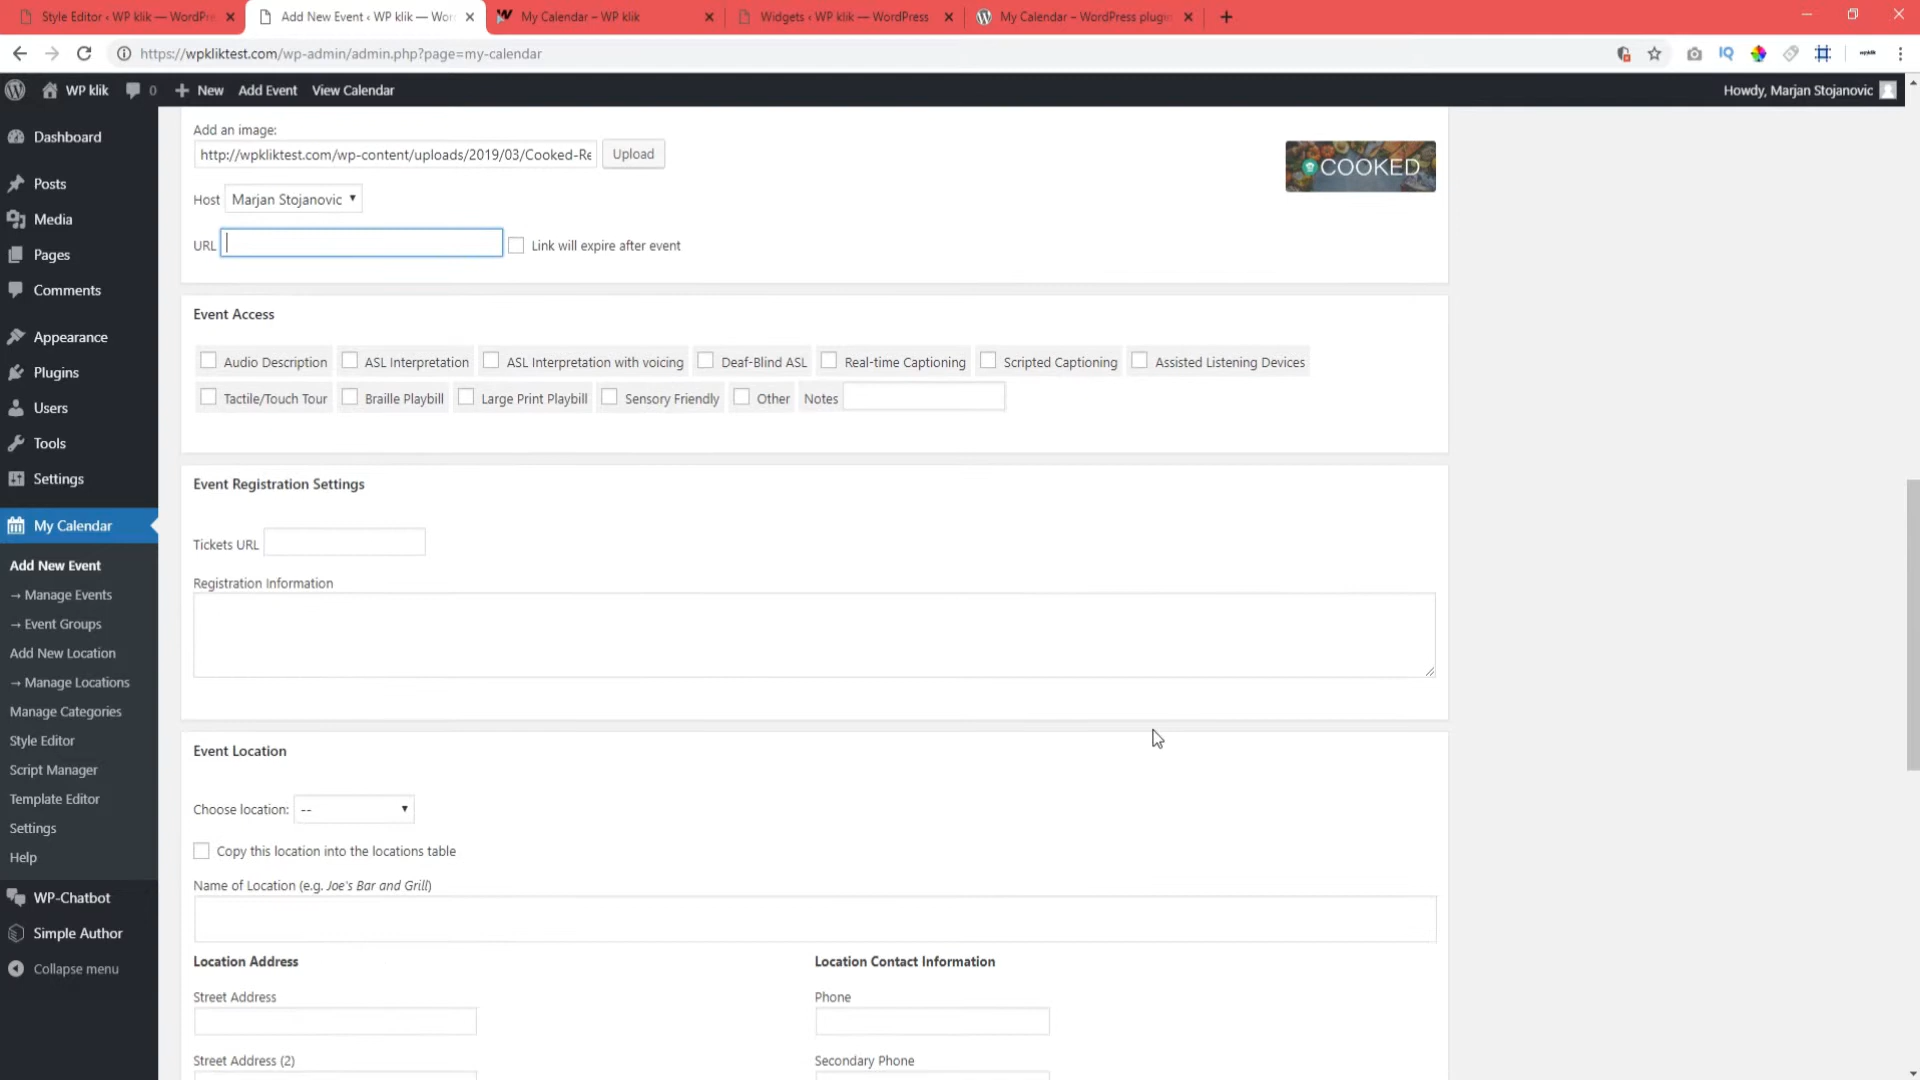 Style Editor ‹ WP klik — WordPr
Add New Event ‹ WP klik — Wor
My Calendar – WP klik
Widgets ‹ WP klik — WordPress
My Calendar – WordPress plugin
https://wpkliktest.com/wp-admin/admin.php?page=my-calendar
WP klik
0
New
Add Event
View Calendar
Howdy, Marjan Stojanovic
Dashboard
Posts
Media
Pages
Comments
Appearance
Plugins
Users
Tools
Settings
My Calendar
Add New Event
→ Manage Events
→ Event Groups
Add New Location
→ Manage Locations
Manage Categories
Style Editor
Script Manager
Template Editor
Settings
Help
WP-Chatbot
Simple Author
Collapse menu
Add an image:
http://wpkliktest.com/wp-content/uploads/2019/03/Cooked-Re
Upload
COOKED
Host Marjan Stojanovic
URL
Link will expire after event
Event Access
Audio Description
ASL Interpretation
ASL Interpretation with voicing
Deaf-Blind ASL
Real-time Captioning
Scripted Captioning
Assisted Listening Devices
Tactile/Touch Tour
Braille Playbill
Large Print Playbill
Sensory Friendly
Other
Notes
Event Registration Settings
Tickets URL
Registration Information
Event Location
Choose location: --
Copy this location into the locations table
Name of Location (e.g. Joe's Bar and Grill)
Location Address
Location Contact Information
Street Address
Phone
Street Address (2)
Secondary Phone